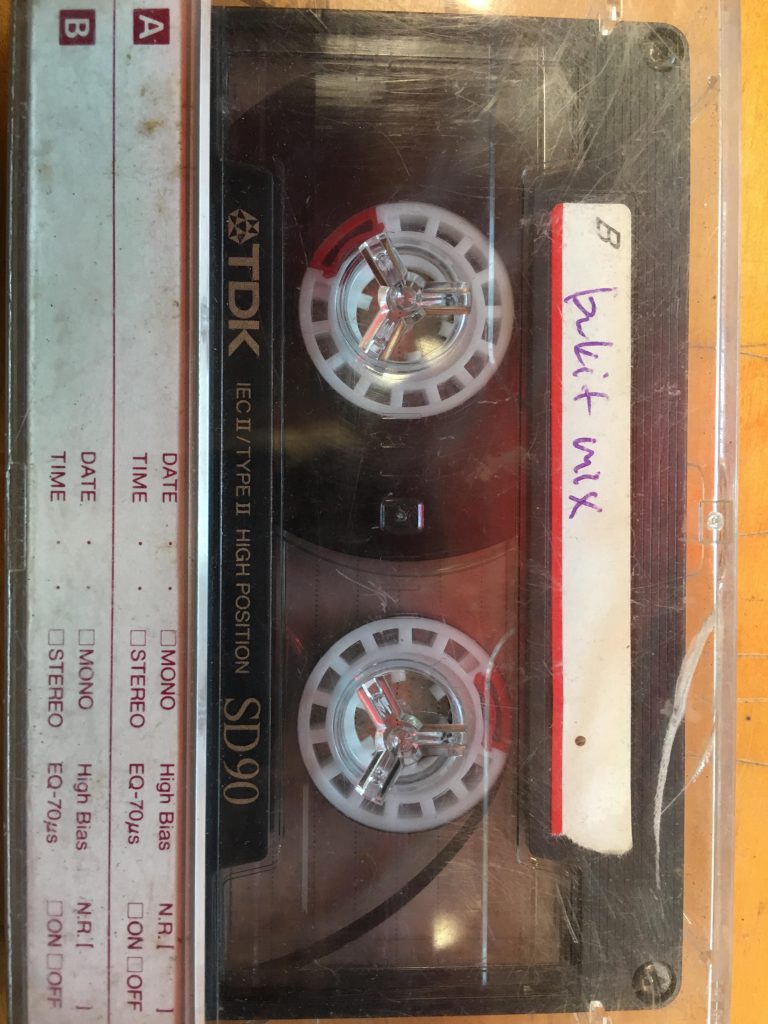 B
bukit mix
TDK IEC II / TYPE II HIGH POSITION SD90
A
DATE · · □MONO High Bias N.R.[ ]
TIME · · □STEREO EQ-70μs □ON □OFF
B
DATE · · □MONO High Bias N.R.[ ]
TIME · · □STEREO EQ-70μs □ON □OFF